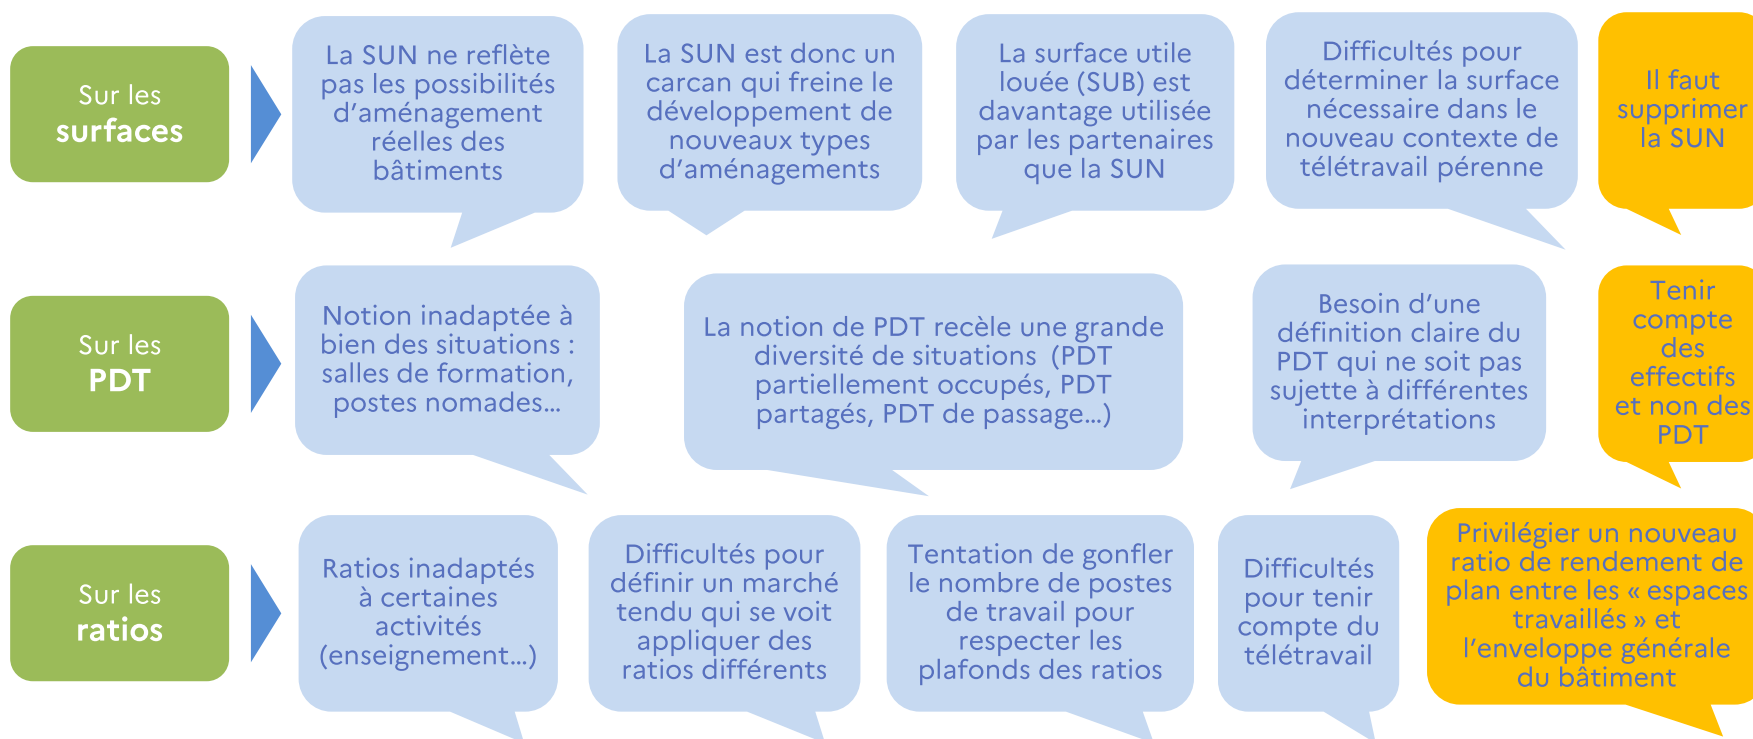 Sur les
surfaces
La SUN ne reflète
pas les possibilités
d’aménagement
réelles des
bâtiments
La SUN est donc un
carcan qui freine le
développement de
nouveaux types
d’aménagements
La surface utile
louée (SUB) est
davantage utilisée
par les partenaires
que la SUN
Difficultés pour
déterminer la surface
nécessaire dans le
nouveau contexte de
télétravail pérenne
Il faut
supprimer
la SUN
Sur les
PDT
Notion inadaptée à
bien des situations :
salles de formation,
postes nomades…
La notion de PDT recèle une grande
diversité de situations (PDT
partiellement occupés, PDT
partagés, PDT de passage…)
Besoin d’une
définition claire du
PDT qui ne soit pas
sujette à différentes
interprétations
Tenir
compte
des
effectifs
et non des
PDT
Sur les
ratios
Ratios inadaptés
à certaines
activités
(enseignement…)
Difficultés pour
définir un marché
tendu qui se voit
appliquer des
ratios différents
Tentation de gonfler
le nombre de postes
de travail pour
respecter les
plafonds des ratios
Difficultés
pour tenir
compte du
télétravail
Privilégier un nouveau
ratio de rendement de
plan entre les « espaces
travaillés » et
l’enveloppe générale
du bâtiment